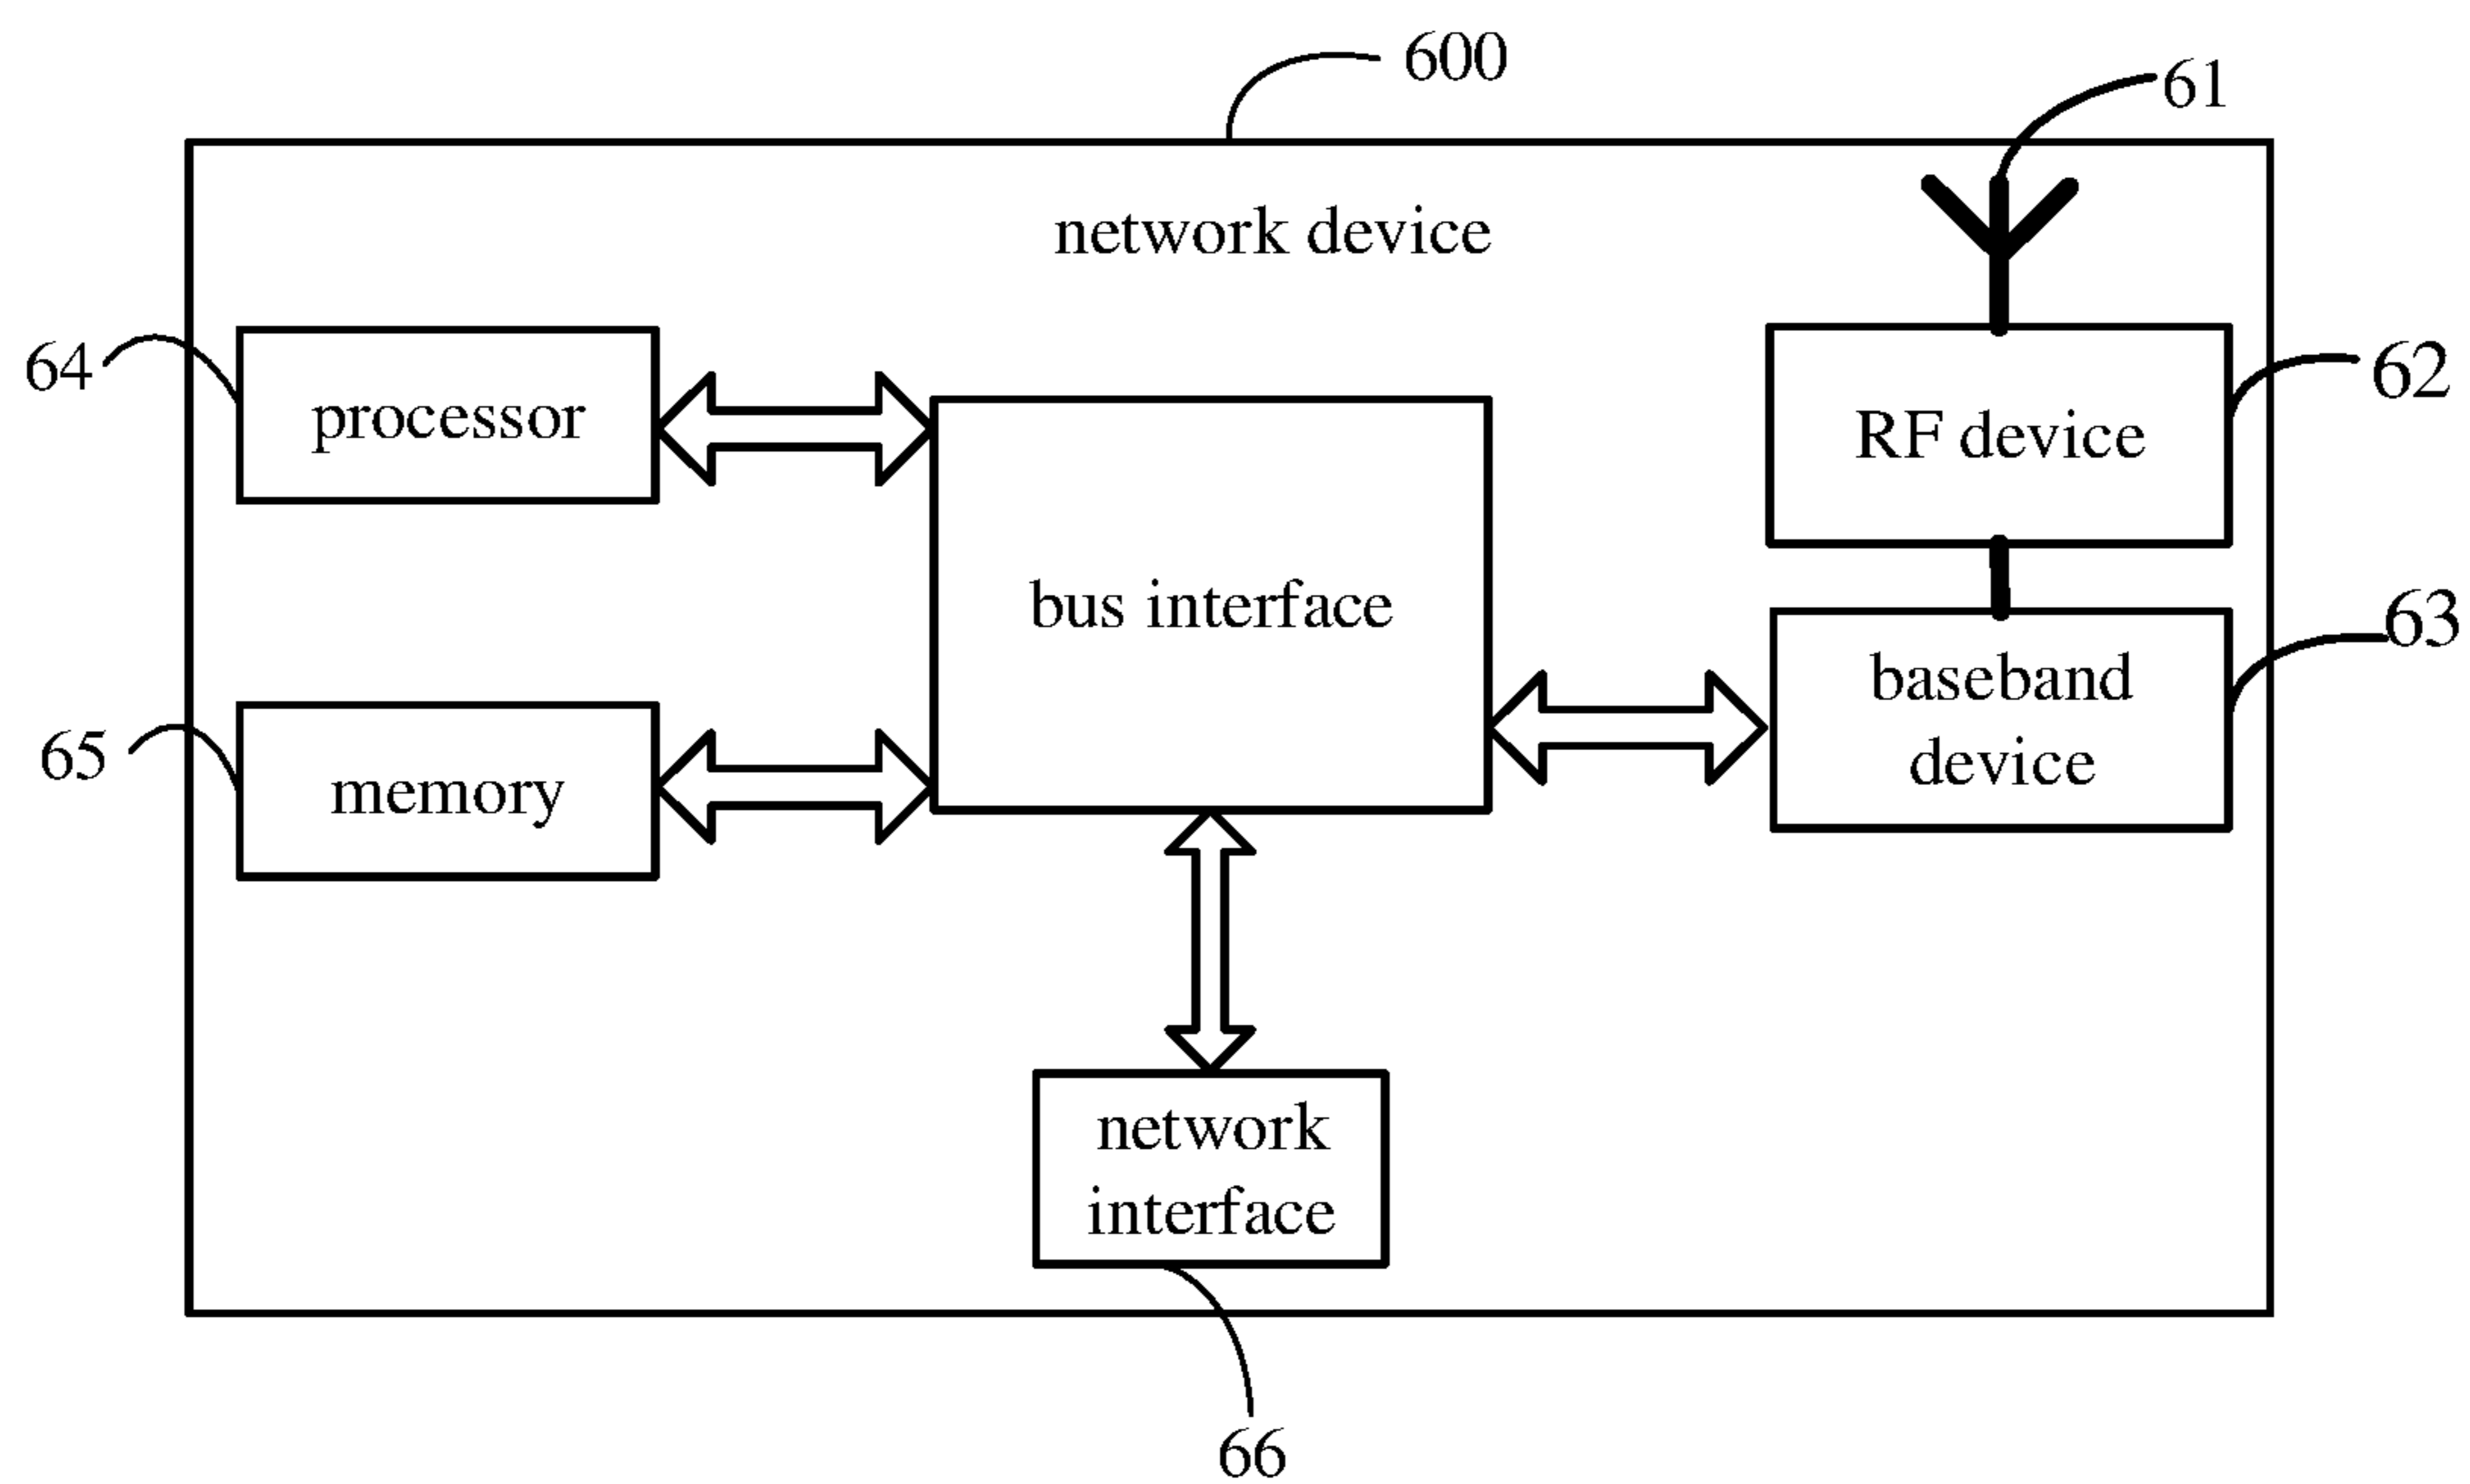 600
61
network device
64
processor
62
RF device
bus interface
63
baseband
device
65
memory
network
interface
66